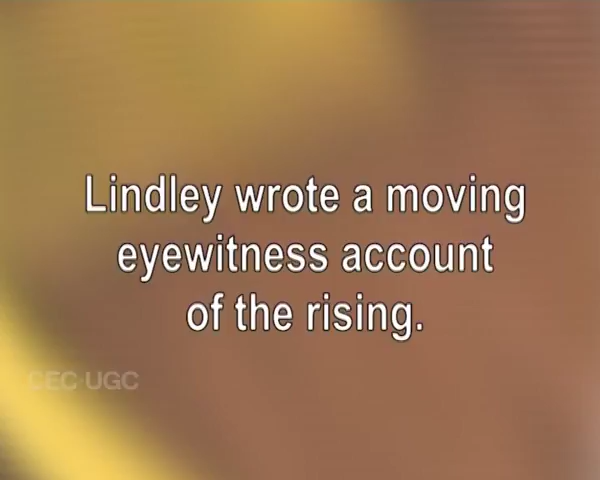 Lindley wrote a moving
eyewitness account
of the rising.
CEC-UGC